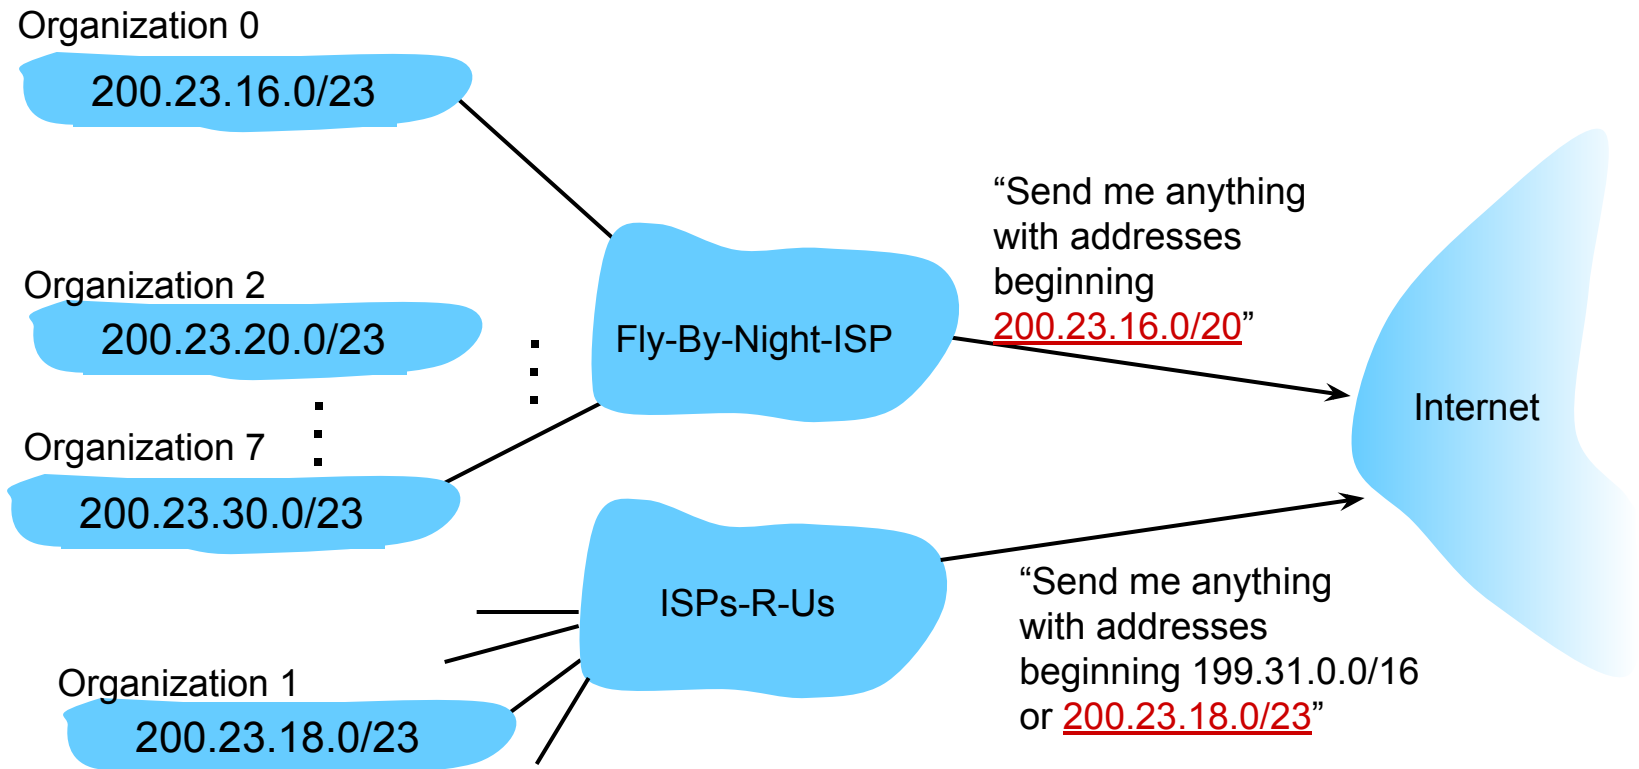 Organization 0
200.23.16.0/23
Organization 2
200.23.20.0/23
Organization 7
200.23.30.0/23
Fly-By-Night-ISP
“Send me anything
with addresses
beginning
200.23.16.0/20”
Internet
ISPs-R-Us
Organization 1
200.23.18.0/23
“Send me anything
with addresses
beginning 199.31.0.0/16
or 200.23.18.0/23”